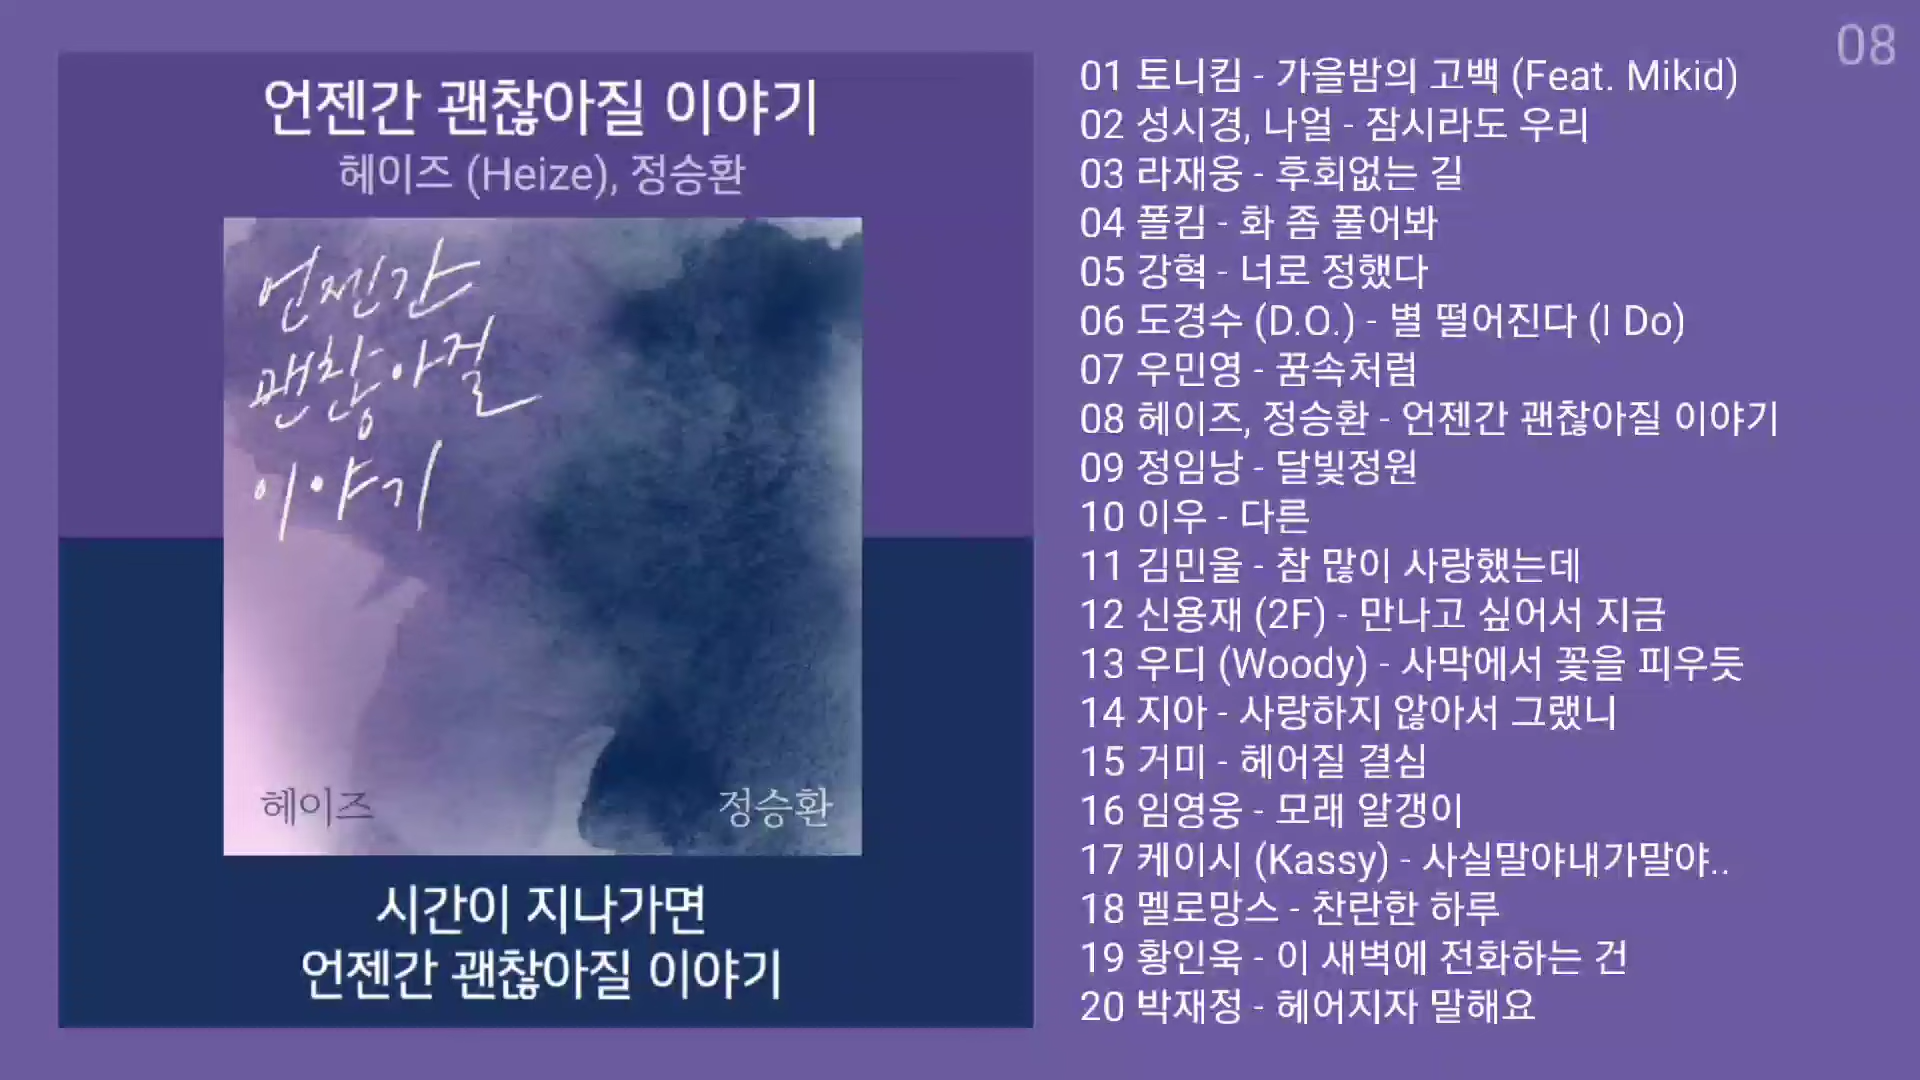 언젠간 괜찮아질 이야기
헤이즈 (Heize), 정승환
언젠간
괜찮아질
이야기
헤이즈
정승환
시간이 지나가면
언젠간 괜찮아질 이야기
08
01 토니킴 - 가을밤의 고백 (Feat. Mikid)
02 성시경, 나얼 - 잠시라도 우리
03 라재웅 - 후회없는 길
04 폴킴 - 화 좀 풀어봐
05 강혁 - 너로 정했다
06 도경수 (D.O.) - 별 떨어진다 (I Do)
07 우민영 - 꿈속처럼
08 헤이즈, 정승환 - 언젠간 괜찮아질 이야기
09 정임낭 - 달빛정원
10 이우 - 다른
11 김민울 - 참 많이 사랑했는데
12 신용재 (2F) - 만나고 싶어서 지금
13 우디 (Woody) - 사막에서 꽃을 피우듯
14 지아 - 사랑하지 않아서 그랬니
15 거미 - 헤어질 결심
16 임영웅 - 모래 알갱이
17 케이시 (Kassy) - 사실말야내가말야..
18 멜로망스 - 찬란한 하루
19 황인욱 - 이 새벽에 전화하는 건
20 박재정 - 헤어지자 말해요